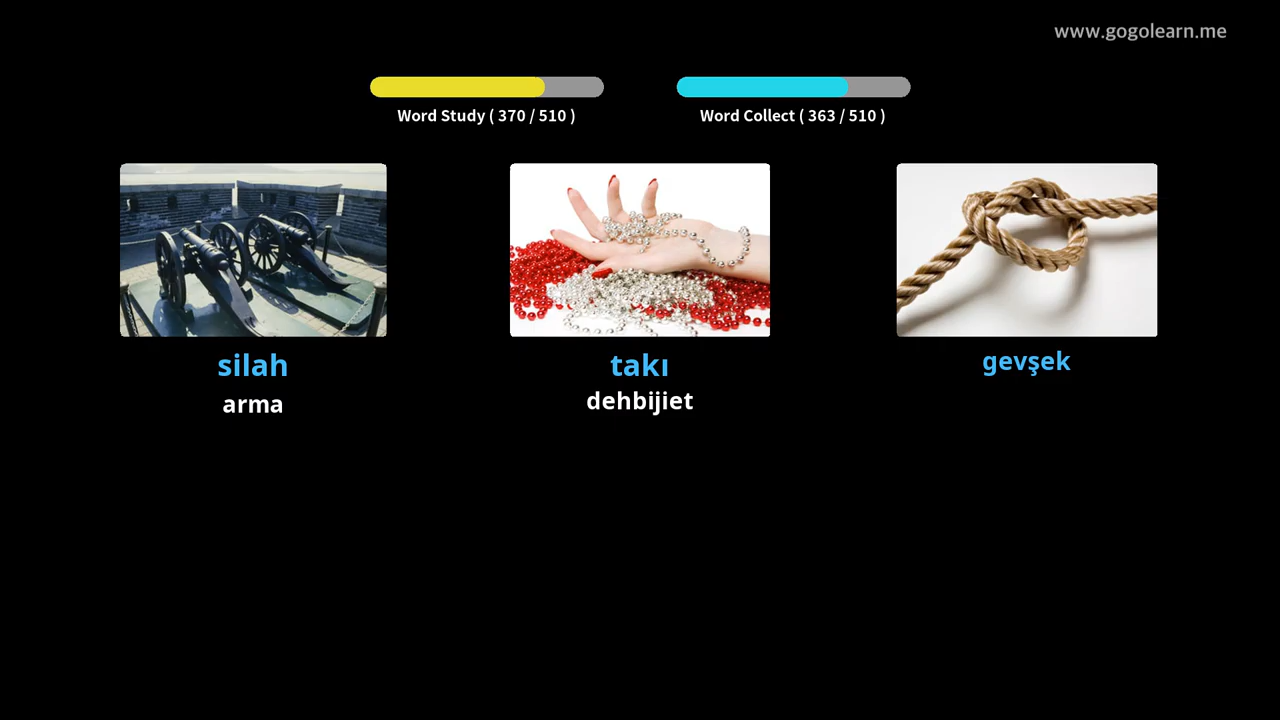 www.gogolearn.me
Word Study ( 370 / 510 )
Word Collect ( 363 / 510 )
silah
arma
takı
dehbijiet
gevşek